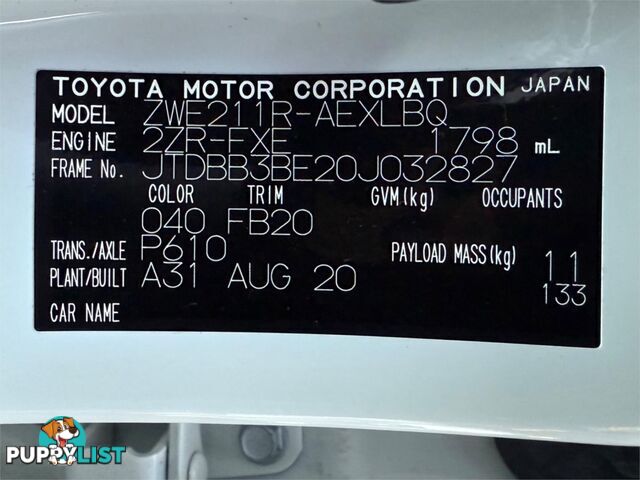 TOYOTA MOTOR CORPORATION JAPAN
MODEL ZWE211R-AEXLBQ
ENGINE 2ZR-FXE 1798 mL
FRAME No. JTDBB3BE20J032827
COLOR TRIM GVM(kg) OCCUPANTS
040 FB20
TRANS./AXLE P610 PAYLOAD MASS(kg) 11
PLANT/BUILT A31 AUG 20 133
CAR NAME
PUPPYLIST